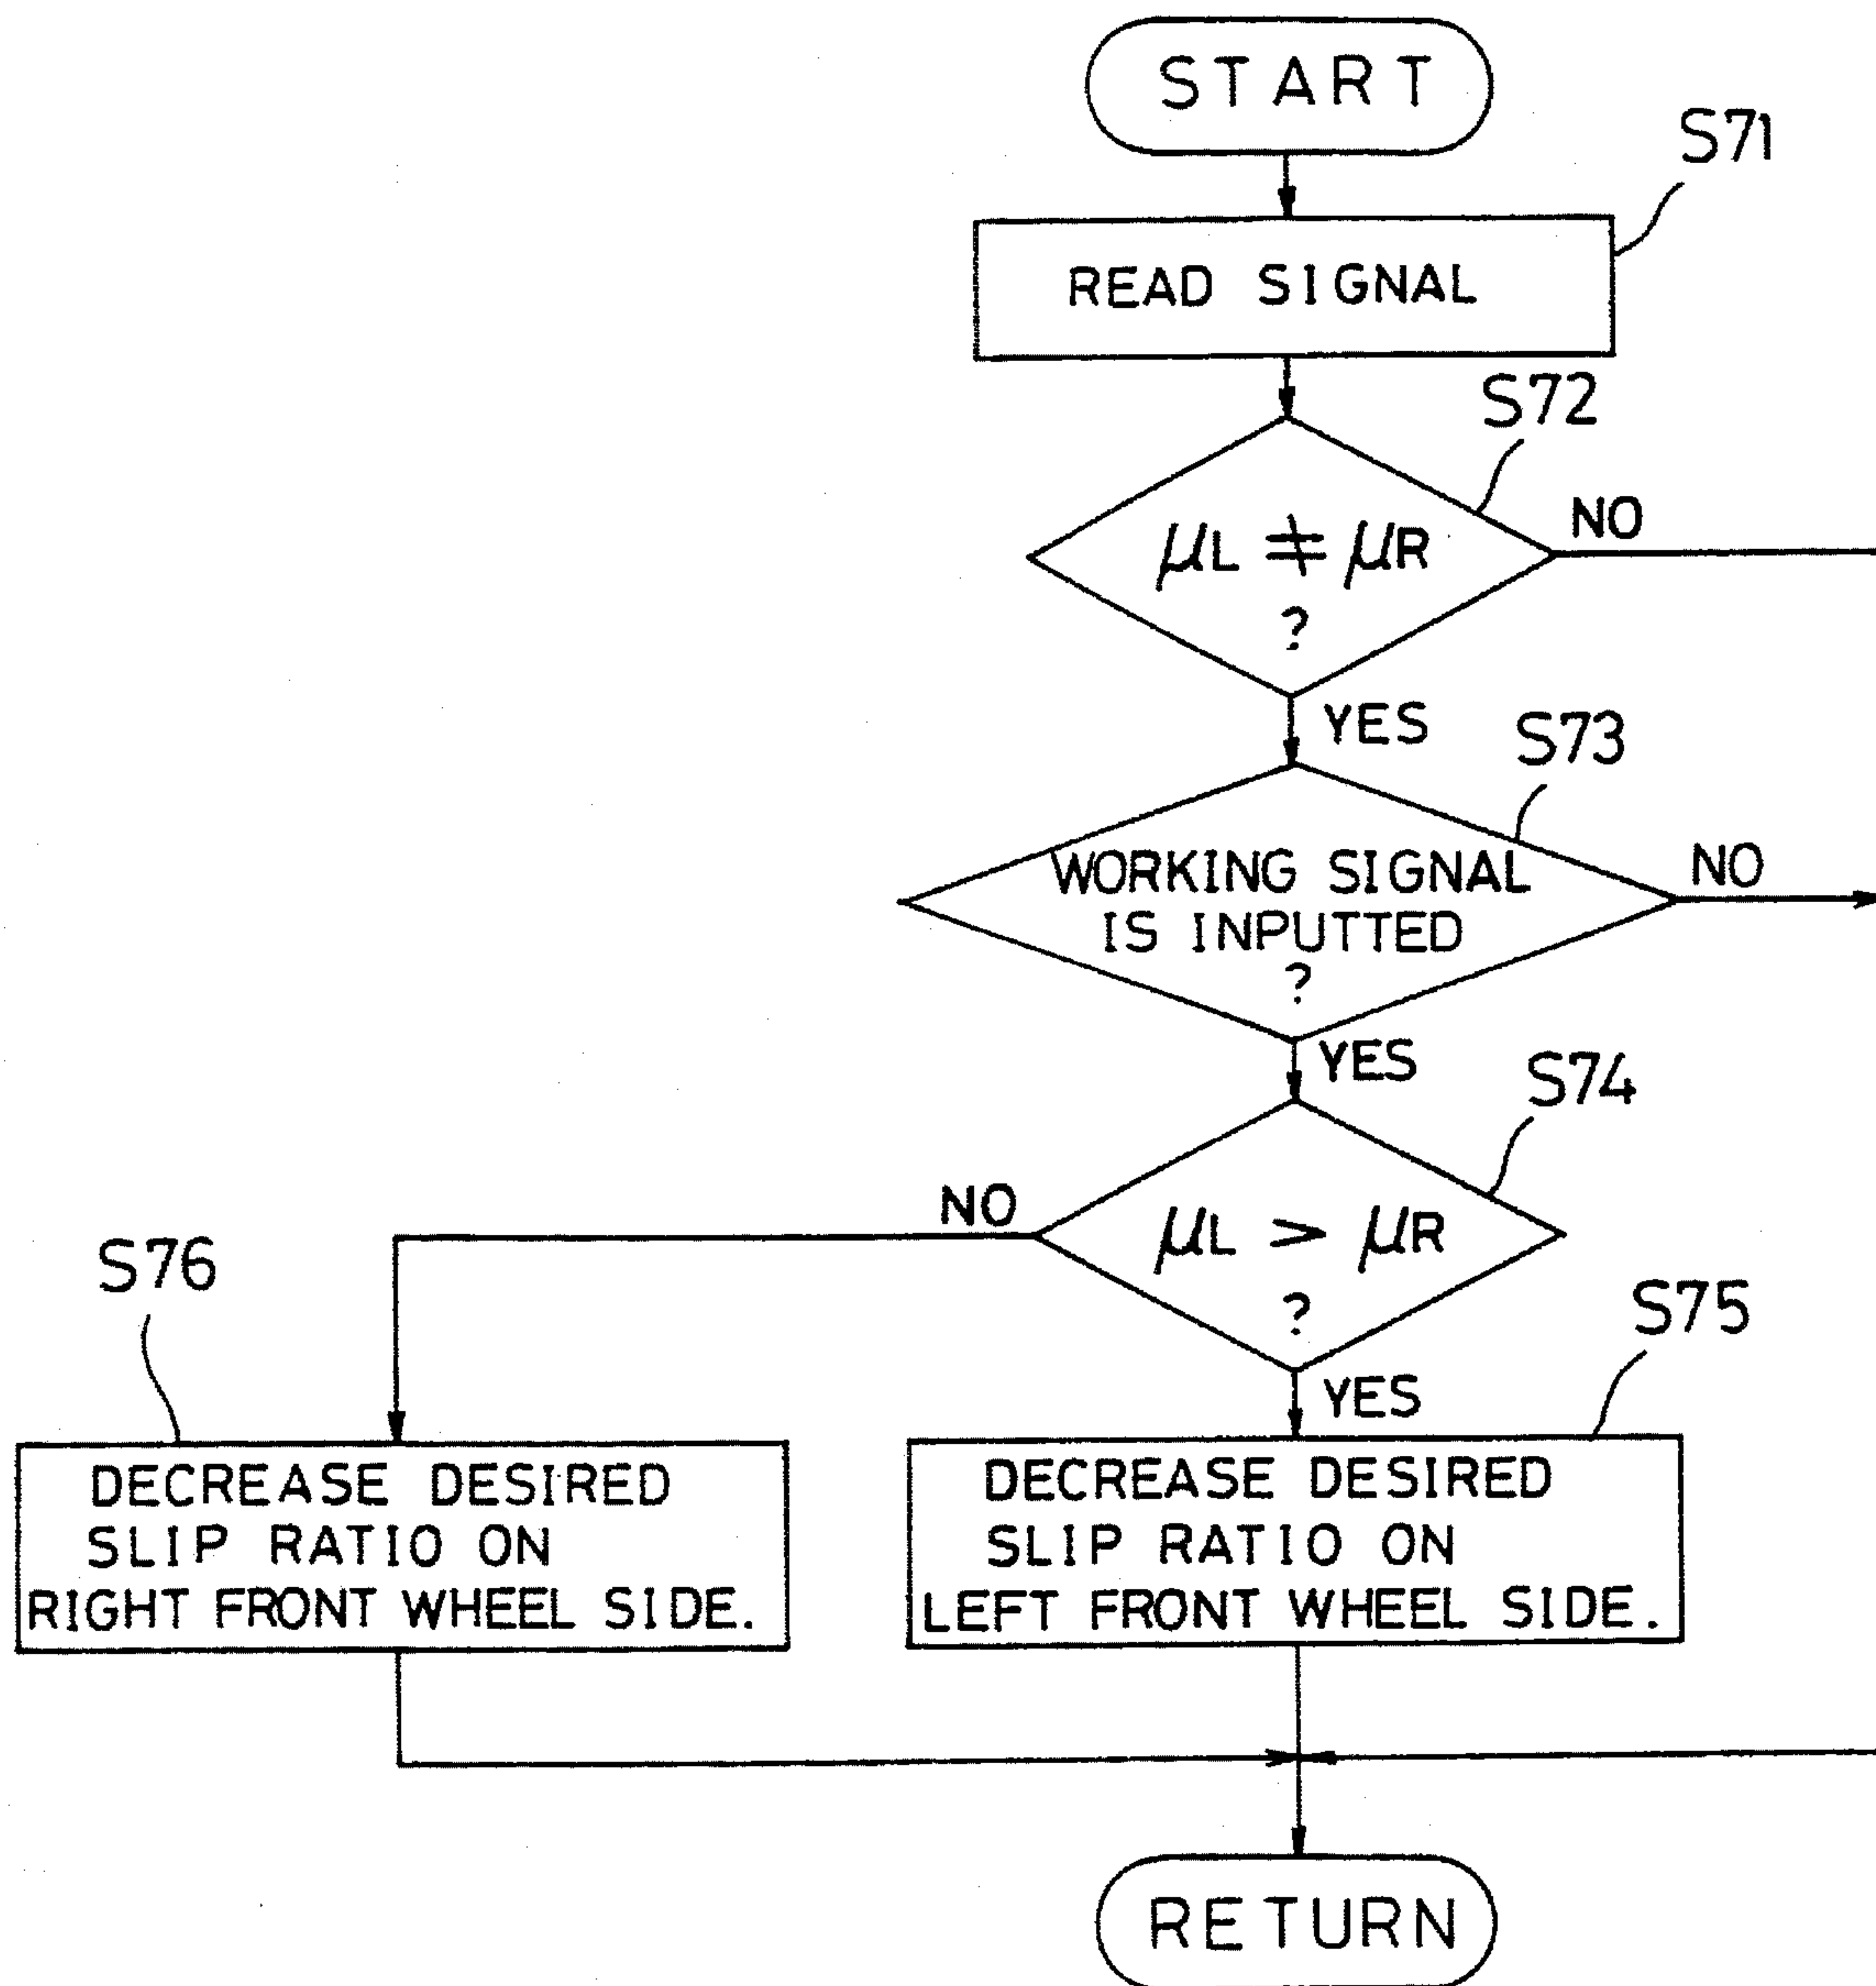 START
S71
READ SIGNAL
S72
μL ≠ μR
?
NO
YES
S73
WORKING SIGNAL
IS INPUTTED
?
NO
YES
S74
μL > μR
?
NO
YES
S76
S75
DECREASE DESIRED
SLIP RATIO ON
RIGHT FRONT WHEEL SIDE.
DECREASE DESIRED
SLIP RATIO ON
LEFT FRONT WHEEL SIDE.
RETURN